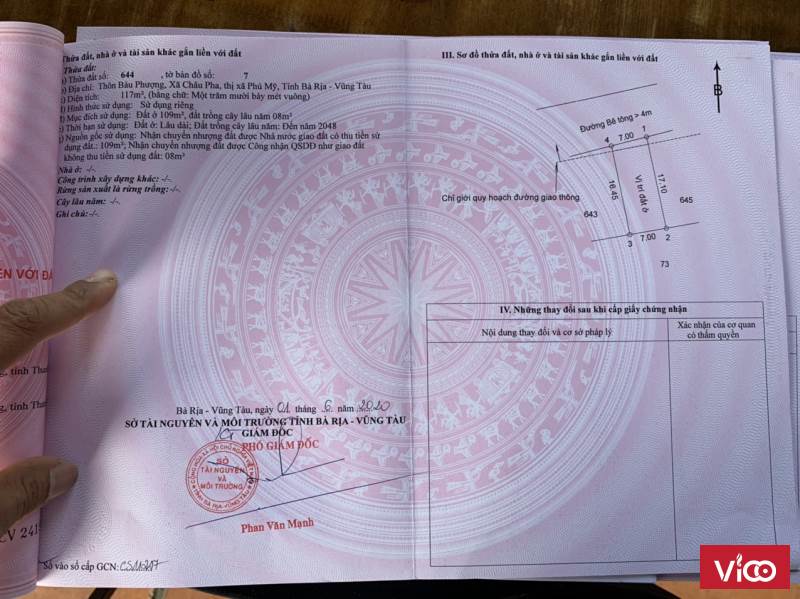 Thửa đất, nhà ở và tài sản khác gắn liền với đất
Thửa đất:
a) Thửa đất số: 644 , tờ bản đồ số: 7
b) Địa chỉ: Thôn Bàu Phượng, Xã Châu Pha, thị xã Phú Mỹ, Tỉnh Bà Rịa - Vũng Tàu
c) Diện tích: 117m², (bằng chữ: Một trăm mười bảy mét vuông)
d) Hình thức sử dụng: Sử dụng riêng
đ) Mục đích sử dụng: Đất ở 109m², đất trồng cây lâu năm 08m²
e) Thời hạn sử dụng: Đất ở: Lâu dài; Đất trồng cây lâu năm: Đến năm 2048
g) Nguồn gốc sử dụng: Nhận chuyển nhượng đất được Nhà nước giao đất có thu tiền sử
dụng đất.: 109m²; Nhận chuyển nhượng đất được Công nhận QSDĐ như giao đất
không thu tiền sử dụng đất: 08m²
Nhà ở: -/-.
Công trình xây dựng khác: -/-.
Rừng sản xuất là rừng trồng: -/-.
Cây lâu năm: -/-.
Ghi chú: -/-.
ỀN VỚI ĐẤ
, tỉnh
, tỉnh
CV 241
Bà Rịa - Vũng Tàu, ngày 01 tháng 6 năm 2020
SỞ TÀI NGUYÊN VÀ MÔI TRƯỜNG TỈNH BÀ RỊA - VŨNG TÀU
GIÁM ĐỐC
PHÓ GIÁM ĐỐC
SỞ
TÀI NGUYÊN
VÀ
MÔI TRƯỜNG
TỈNH BÀ RỊA-VŨNG TÀU
Phan Văn Mạnh
Số vào sổ cấp GCN:
III. Sơ đồ thửa đất, nhà ở và tài sản khác gắn liền với đất
B
Đường Bê tông > 4m
4 7.00 1
Chỉ giới quy hoạch đường giao thông
16.45
Vị trí đất ở
17.10
643
645
3 7.00 2
73
IV. Những thay đổi sau khi cấp giấy chứng nhận
Nội dung thay đổi và cơ sở pháp lý
Xác nhận của cơ quan
có thẩm quyền
ViCO